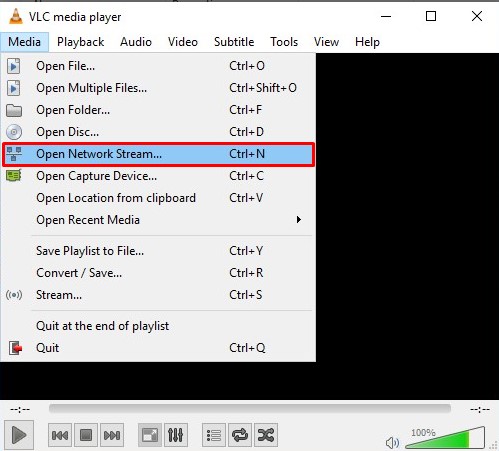 VLC media player
Media Playback Audio Video Subtitle Tools View Help
Open File... Ctrl+O
Open Multiple Files... Ctrl+Shift+O
Open Folder... Ctrl+F
Open Disc... Ctrl+D
Open Network Stream... Ctrl+N
Open Capture Device... Ctrl+C
Open Location from clipboard Ctrl+V
Open Recent Media
Save Playlist to File... Ctrl+Y
Convert / Save... Ctrl+R
Stream... Ctrl+S
Quit at the end of playlist
Quit Ctrl+Q
--:-- --:--
100%